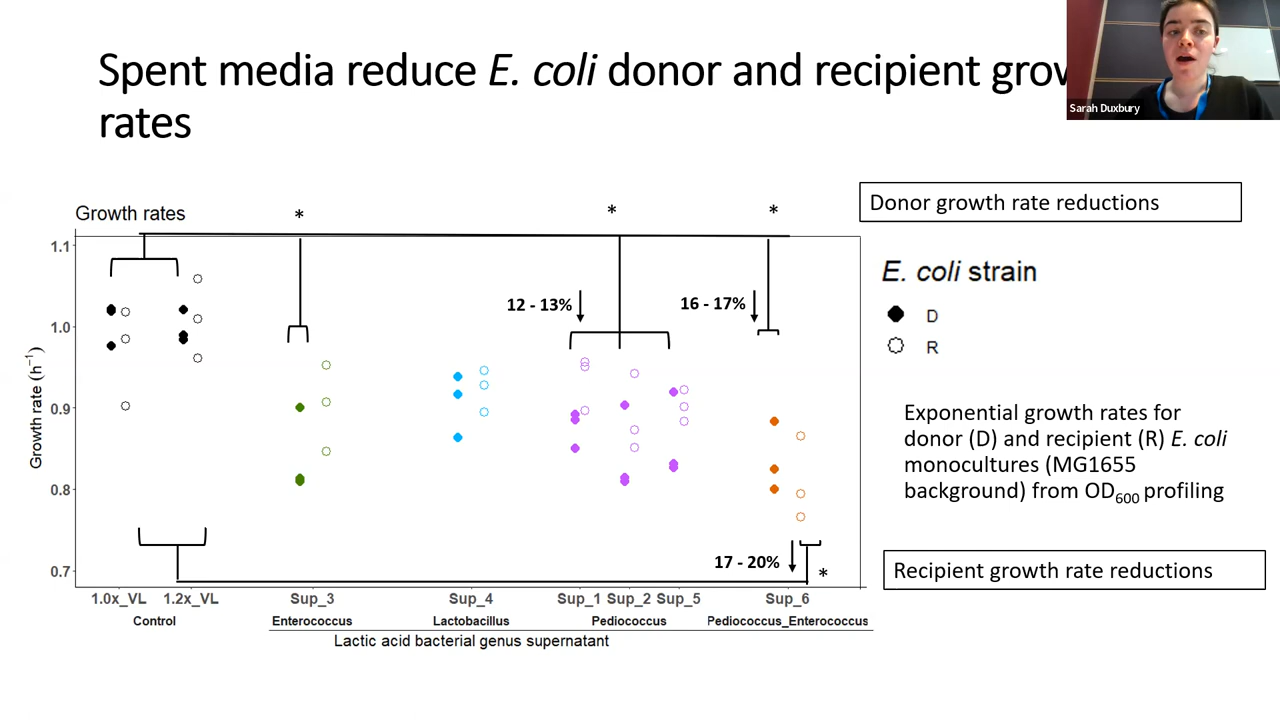 Spent media reduce E. coli donor and recipient grow
rates
Sarah Duxbury
Growth rates
*
*
*
Donor growth rate reductions
1.1
1.0
0.9
0.8
0.7
Growth rate (h⁻¹)
12 - 13%
16 - 17%
17 - 20%
*
E. coli strain
D
R
Exponential growth rates for
donor (D) and recipient (R) E. coli
monocultures (MG1655
background) from OD₆₀₀ profiling
Recipient growth rate reductions
1.0x_VL 1.2x_VL Sup_3 Sup_4 Sup_1 Sup_2 Sup_5 Sup_6
Control Enterococcus Lactobacillus Pediococcus Pediococcus_Enterococcus
Lactic acid bacterial genus supernatant